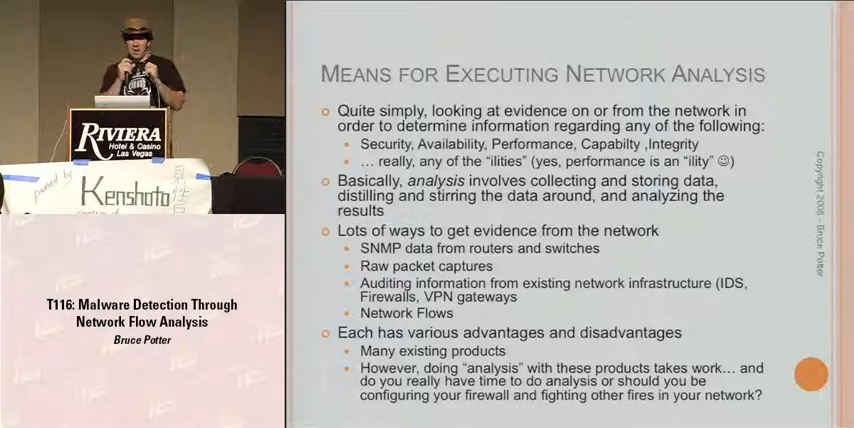 RIVIERA
Hotel & Casino
Las Vegas
pwned by
Kenshoto
T116: Malware Detection Through
Network Flow Analysis
Bruce Potter
MEANS FOR EXECUTING NETWORK ANALYSIS
Quite simply, looking at evidence on or from the network in
order to determine information regarding any of the following:
Security, Availability, Performance, Capabilty ,Integrity
… really, any of the "ilities" (yes, performance is an "ility" ☺)
Basically, analysis involves collecting and storing data,
distilling and stirring the data around, and analyzing the
results
Lots of ways to get evidence from the network
SNMP data from routers and switches
Raw packet captures
Auditing information from existing network infrastructure (IDS,
Firewalls, VPN gateways
Network Flows
Each has various advantages and disadvantages
Many existing products
However, doing "analysis" with these products takes work… and
do you really have time to do analysis or should you be
configuring your firewall and fighting other fires in your network?
Copyright 2008 – Bruce Potter